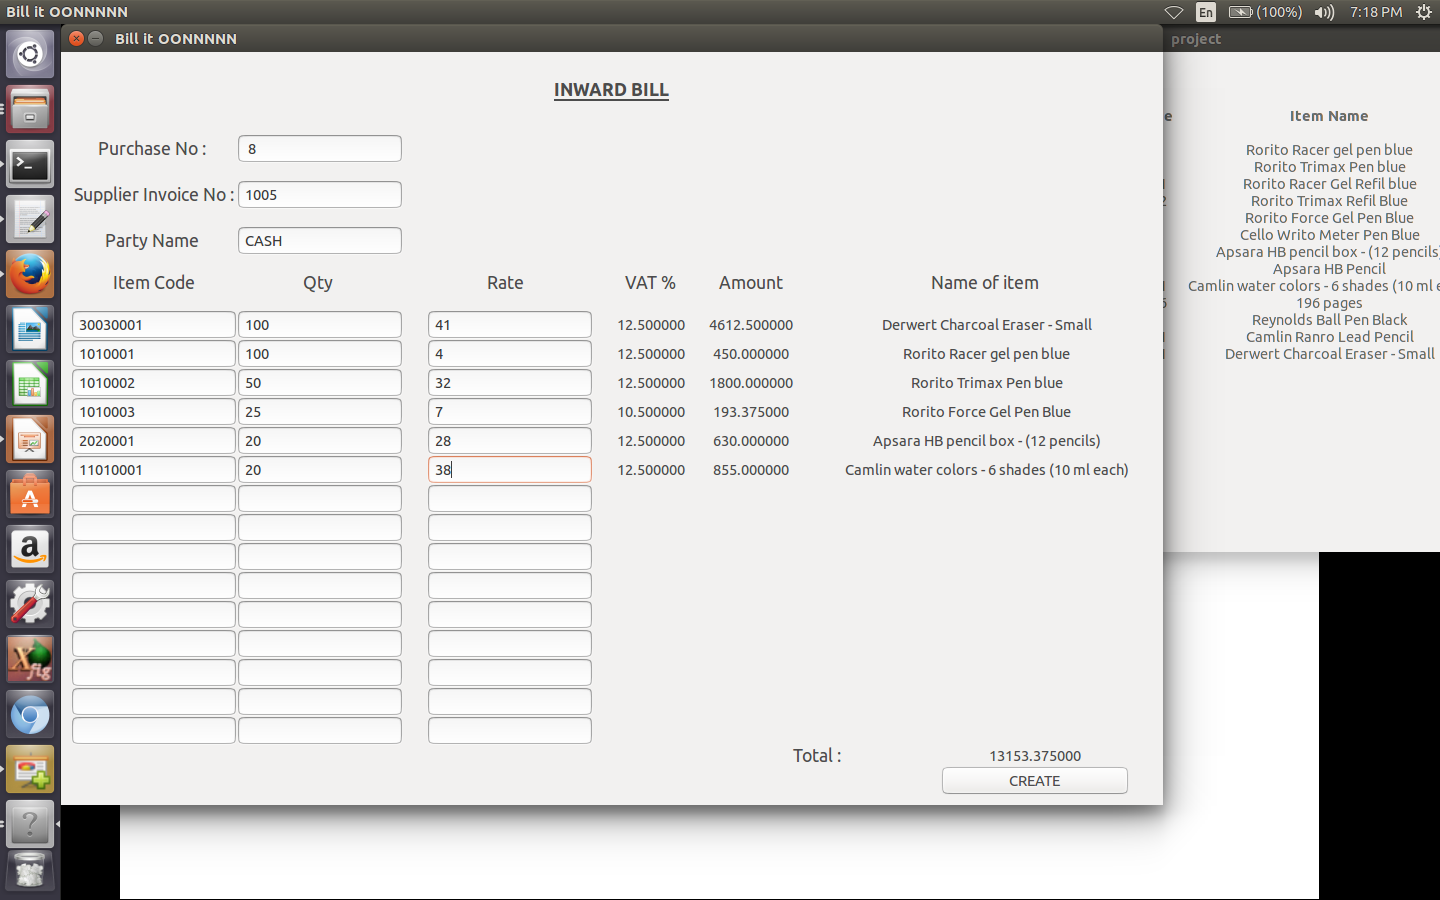 Bill it OONNNNN
En
(100%)
7:18 PM
Bill it OONNNNN
project
INWARD BILL
Purchase No : 8
Supplier Invoice No : 1005
Party Name CASH
Item Code Qty Rate VAT % Amount Name of item
30030001 100 41 12.500000 4612.500000 Derwert Charcoal Eraser - Small
1010001 100 4 12.500000 450.000000 Rorito Racer gel pen blue
1010002 50 32 12.500000 1800.000000 Rorito Trimax Pen blue
1010003 25 7 10.500000 193.375000 Rorito Force Gel Pen Blue
2020001 20 28 12.500000 630.000000 Apsara HB pencil box - (12 pencils)
11010001 20 38 12.500000 855.000000 Camlin water colors - 6 shades (10 ml each)
Total : 13153.375000
CREATE
e Item Name
Rorito Racer gel pen blue
Rorito Trimax Pen blue
Rorito Racer Gel Refil blue
2 Rorito Trimax Refil Blue
Rorito Force Gel Pen Blue
Cello Writo Meter Pen Blue
Apsara HB pencil box - (12 pencils)
Apsara HB Pencil
Camlin water colors - 6 shades (10 ml e
196 pages
Reynolds Ball Pen Black
Camlin Ranro Lead Pencil
Derwert Charcoal Eraser - Small
a
X
fig